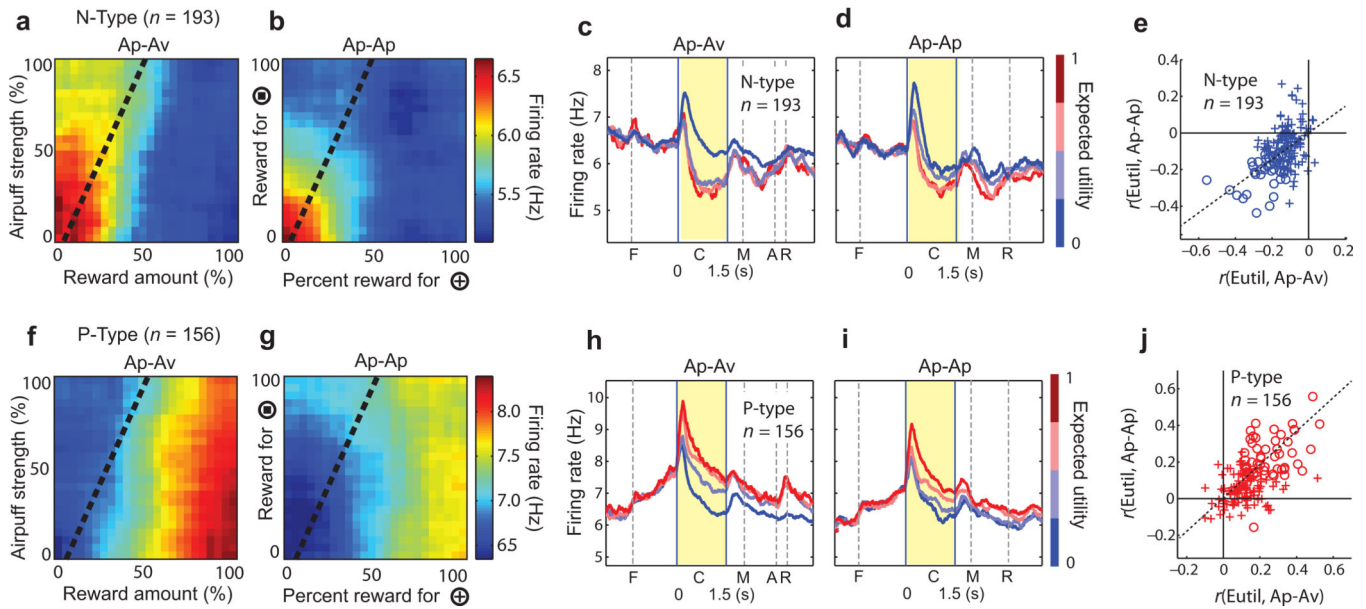 a
N-Type (n = 193)
Ap-Av
Airpuff strength (%)
100
50
0
0
50
100
Reward amount (%)
b
Ap-Ap
Reward for
100
50
0
0
50
100
Percent reward for
6.5
6.0
5.5
Firing rate (Hz)
c
Ap-Av
N-type
n = 193
Firing rate (Hz)
8
7
6
5
F
C
M
A
R
0
1.5 (s)
d
Ap-Ap
F
C
M
R
0
1.5 (s)
Expected utility
1
0
e
N-type
n = 193
r(Eutil, Ap-Ap)
0.4
0.2
0
−0.2
−0.4
−0.6
−0.4
−0.2
0
0.2
r(Eutil, Ap-Av)
f
P-Type (n = 156)
Ap-Av
Airpuff strength (%)
100
50
0
0
50
100
Reward amount (%)
g
Ap-Ap
Reward for
100
50
0
0
50
100
Percent reward for
8.0
7.5
7.0
65
Firing rate (Hz)
h
Ap-Av
P-type
n = 156
Firing rate (Hz)
10
9
8
7
6
5
F
C
M
A
R
0
1.5 (s)
i
Ap-Ap
F
C
M
R
0
1.5 (s)
Expected utility
1
0
j
P-type
n = 156
r(Eutil, Ap-Ap)
0.6
0.4
0.2
0
−0.2
−0.2
0
0.2
0.4
0.6
r(Eutil, Ap-Av)